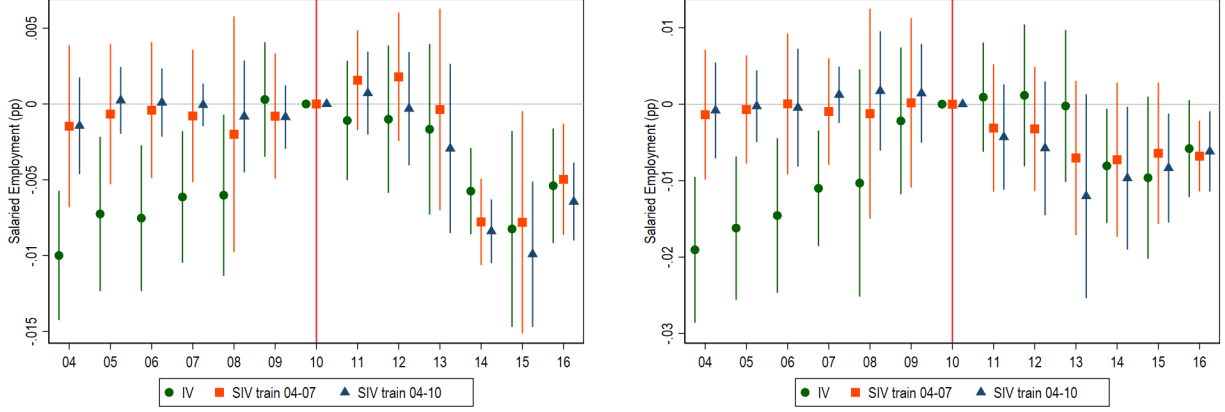 Salaried Employment (pp)
.005
0
-.005
-.01
-.015
04 05 06 07 08 09 10 11 12 13 14 15 16
IV SIV train 04-07 SIV train 04-10
Salaried Employment (pp)
.01
0
-.01
-.02
-.03
04 05 06 07 08 09 10 11 12 13 14 15 16
IV SIV train 04-07 SIV train 04-10